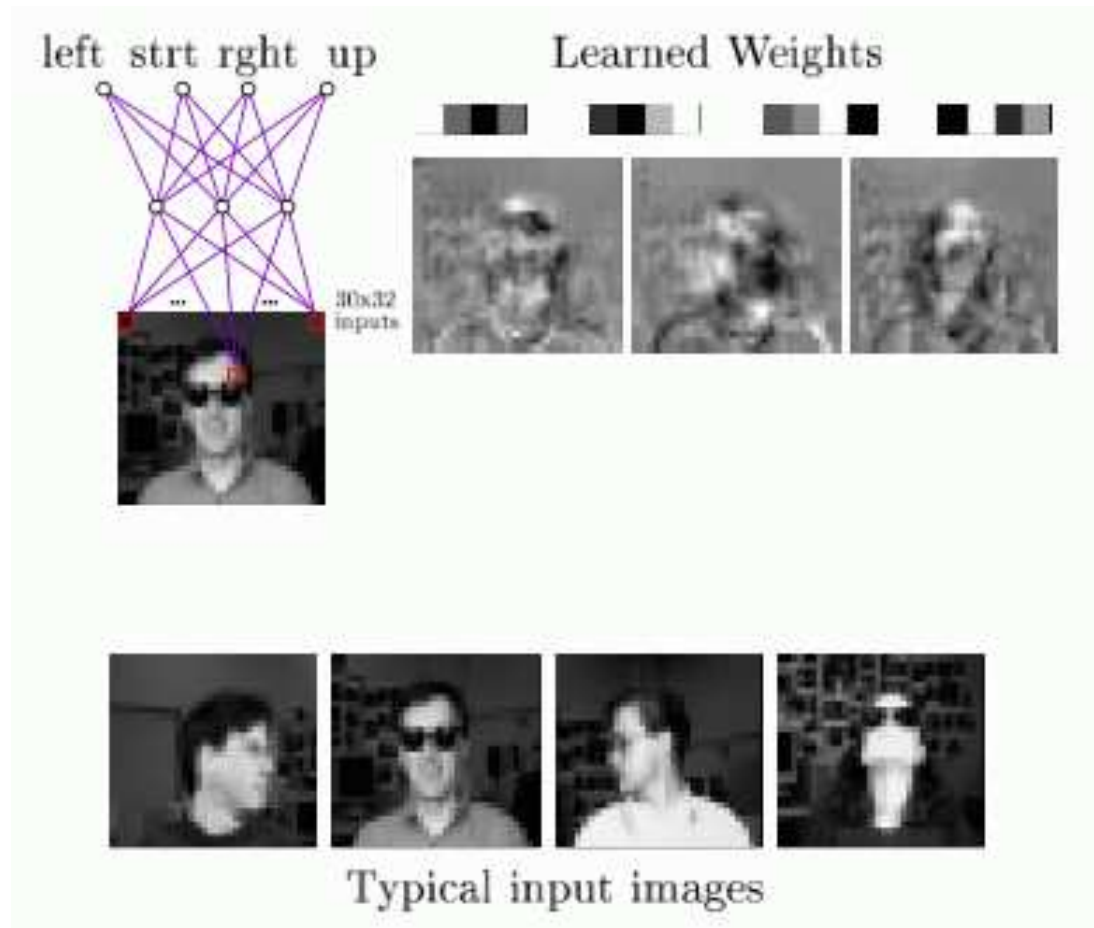 left strt rght up
Learned Weights
30x32
inputs
Typical input images